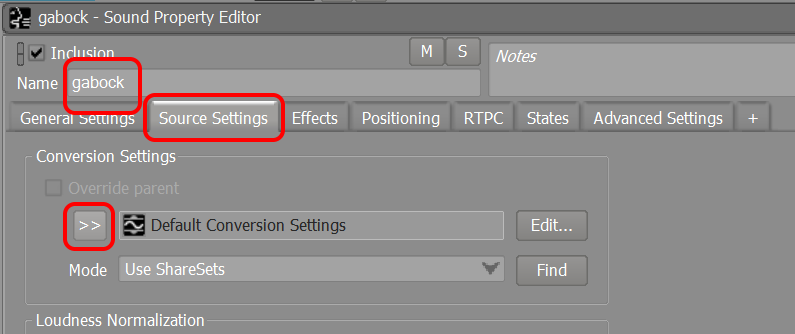 gabock - Sound Property Editor
Inclusion
M S
Notes
Name gabock
General Settings Source Settings Effects Positioning RTPC States Advanced Settings +
Conversion Settings
Override parent
>> Default Conversion Settings Edit...
Mode Use ShareSets Find
Loudness Normalization